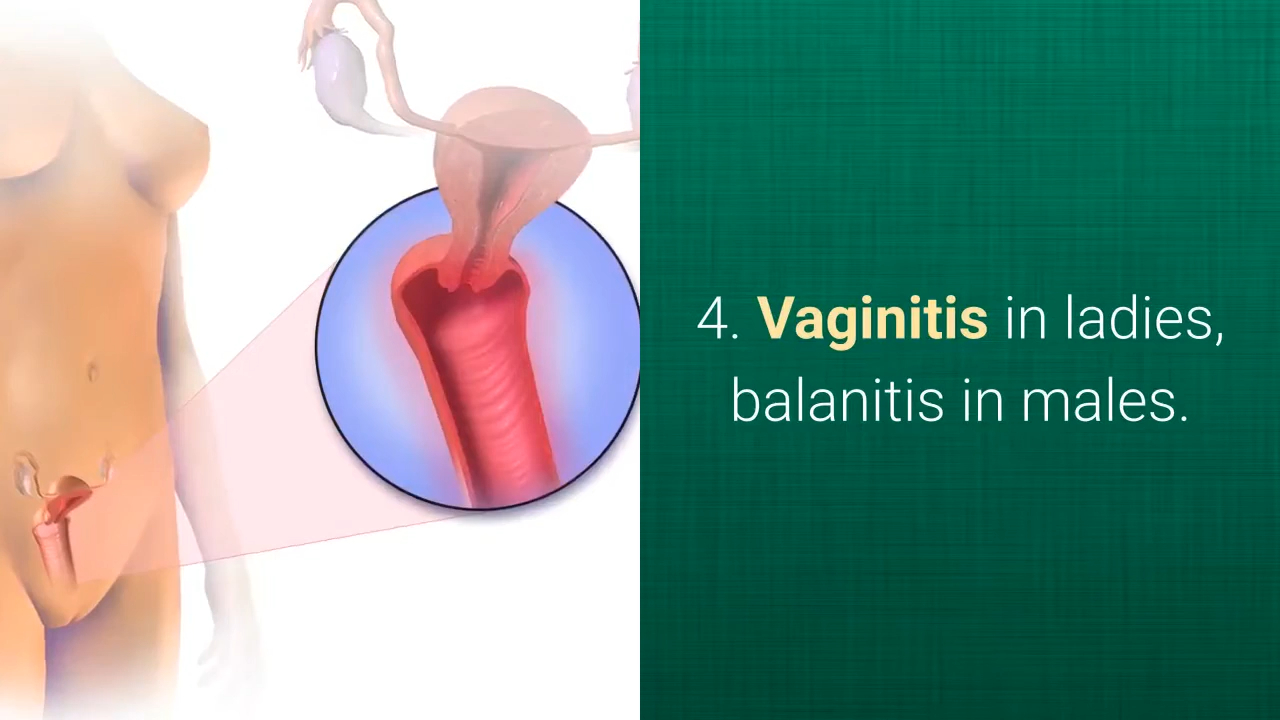 4. Vaginitis in ladies,
balanitis in males.